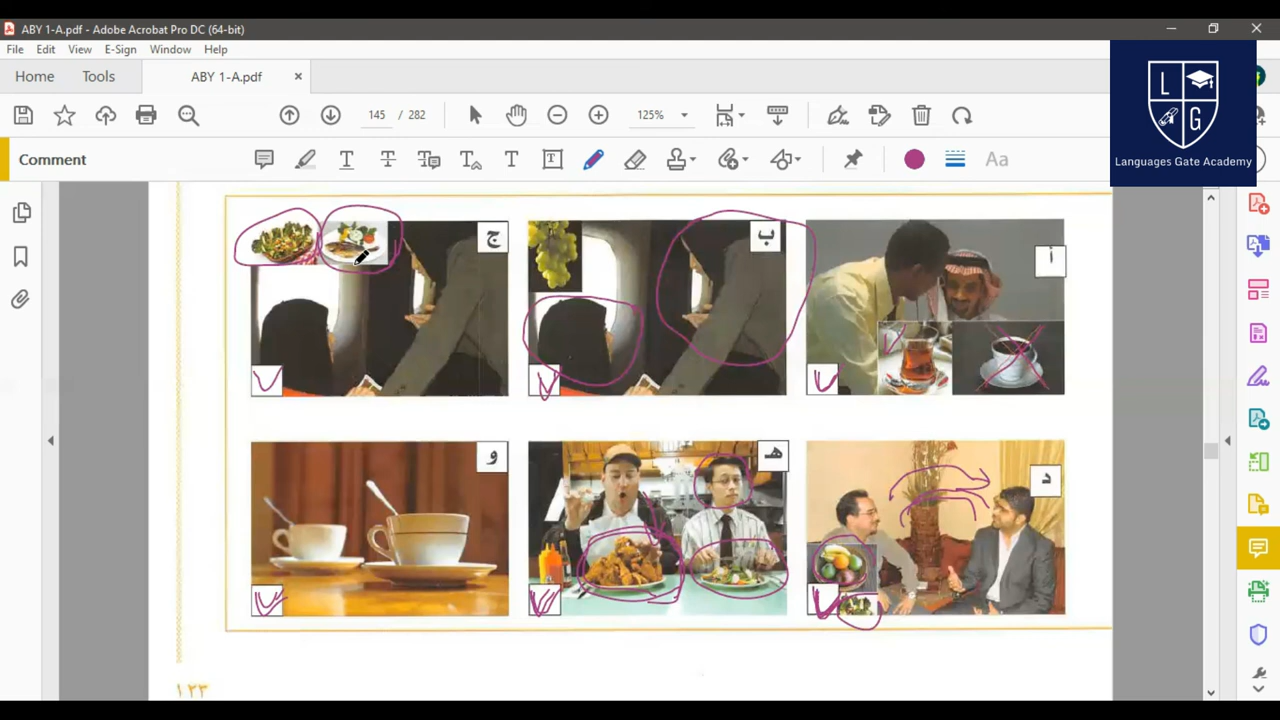 ABY 1-A.pdf - Adobe Acrobat Pro DC (64-bit)
File Edit View E-Sign Window Help
Home Tools ABY 1-A.pdf ×
145 / 282 125%
Comment
Aa
L G
Languages Gate Academy
أ
ب
ج
د
هـ
و
١٢٣